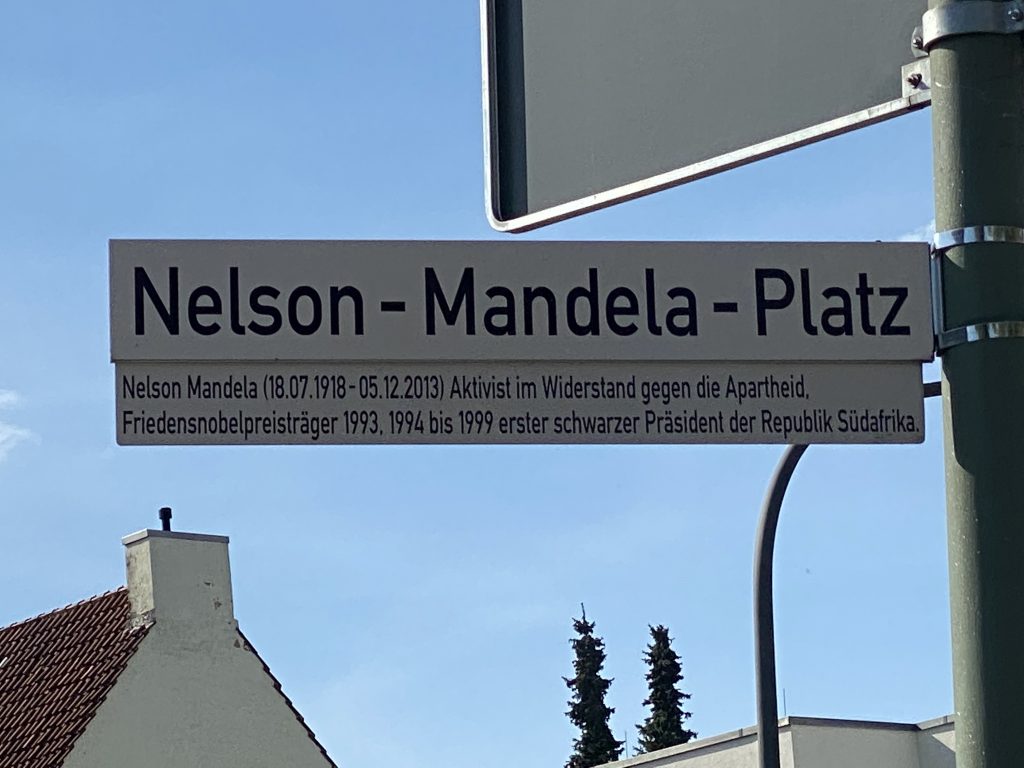 Nelson-Mandela-Platz
Nelson Mandela (18.07.1918-05.12.2013) Aktivist im Widerstand gegen die Apartheid,
Friedensnobelpreisträger 1993, 1994 bis 1999 erster schwarzer Präsident der Republik Südafrika.